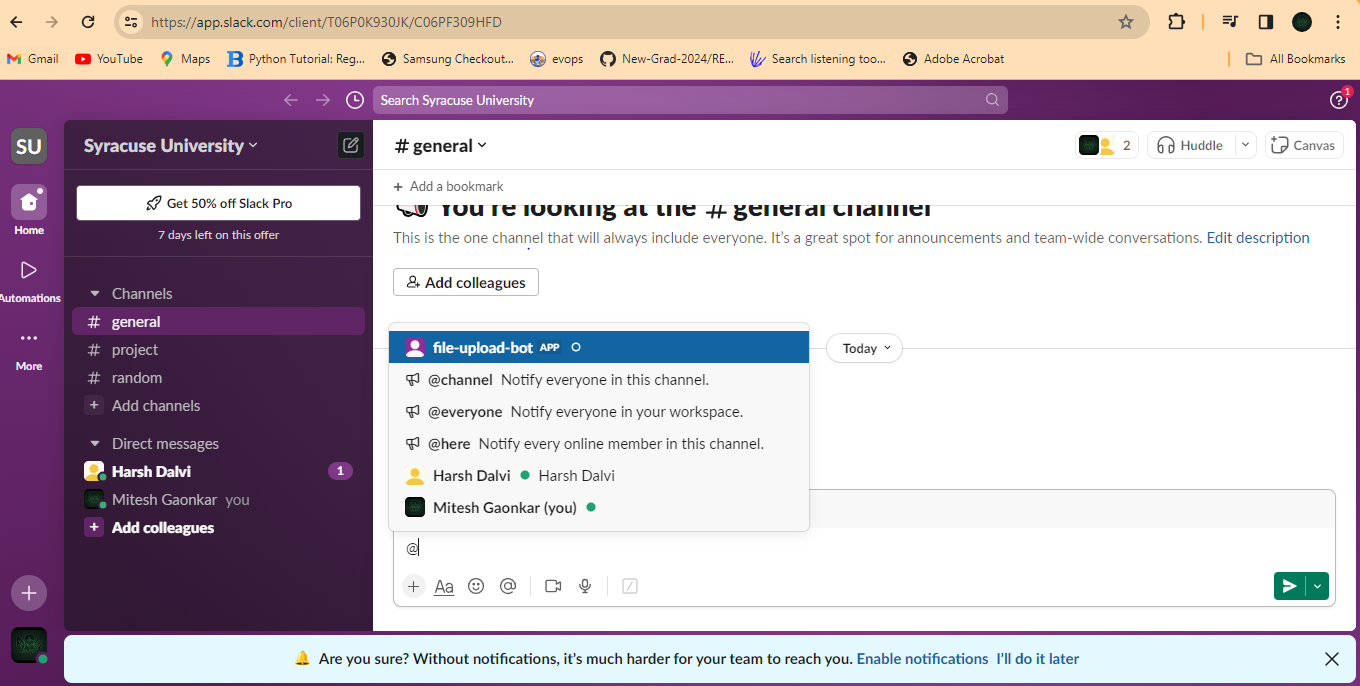 https://app.slack.com/client/T06P0K930JK/C06PF309HFD
Gmail YouTube Maps Python Tutorial: Reg... Samsung Checkout... evops New-Grad-2024/RE... Search listening too... Adobe Acrobat All Bookmarks
Search Syracuse University
1
SU
Home
Automations
More
Syracuse University
Get 50% off Slack Pro
7 days left on this offer
Channels
# general
# project
# random
+ Add channels
Direct messages
Harsh Dalvi 1
Mitesh Gaonkar you
+ Add colleagues
# general
2 Huddle Canvas
+ Add a bookmark
You're looking at the # general channel
This is the one channel that will always include everyone. It's a great spot for announcements and team-wide conversations. Edit description
Add colleagues
Today
file-upload-bot APP
@channel Notify everyone in this channel.
@everyone Notify everyone in your workspace.
@here Notify every online member in this channel.
Harsh Dalvi Harsh Dalvi
Mitesh Gaonkar (you)
@
+ Aa @
Are you sure? Without notifications, it's much harder for your team to reach you. Enable notifications I'll do it later